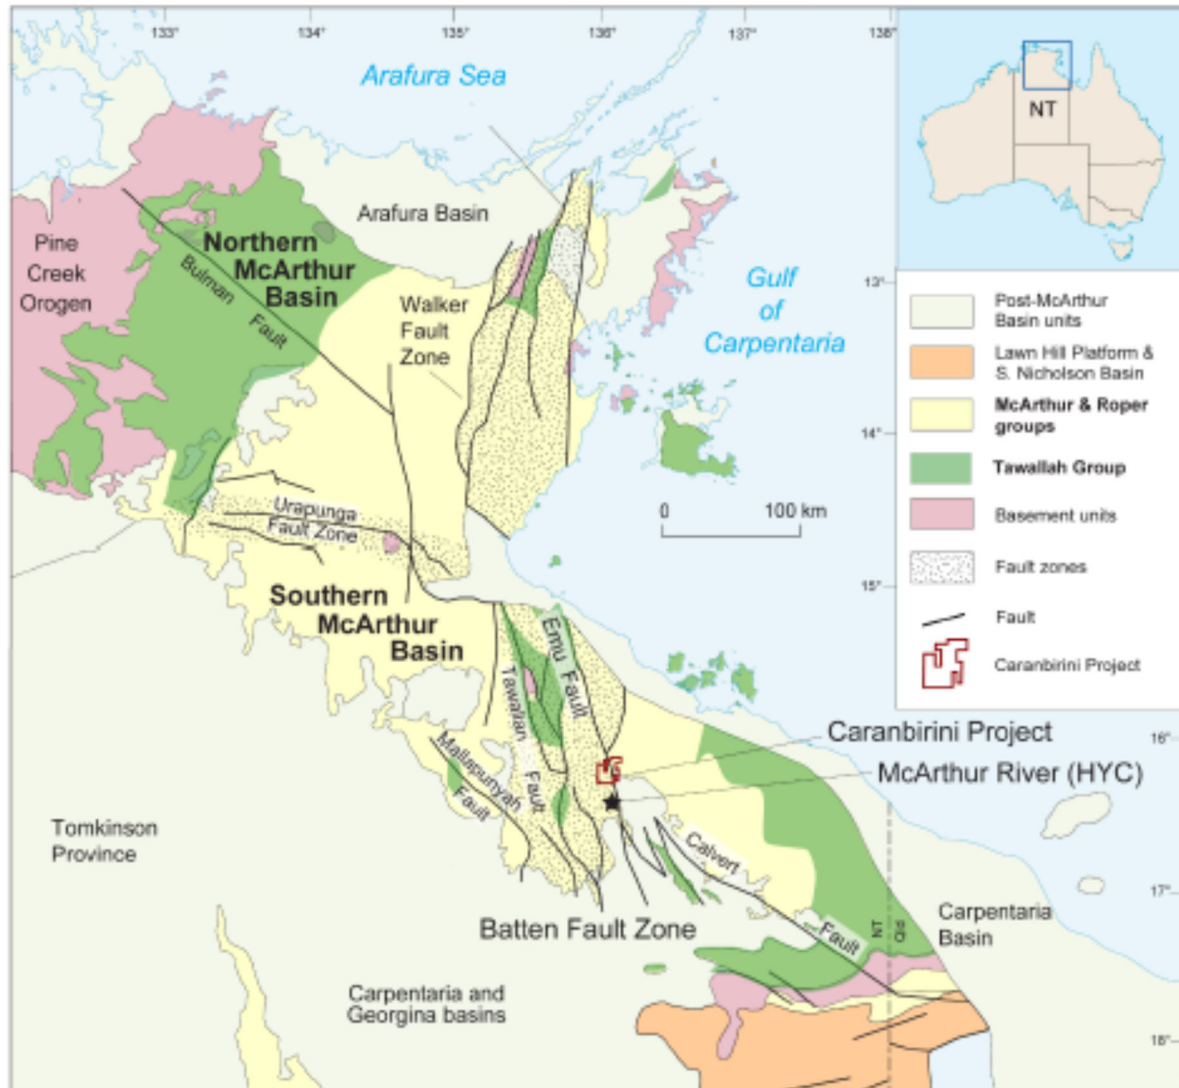 133°
134°
135°
136°
137°
138°
Arafura Sea
NT
Arafura Basin
Pine
Creek
Orogen
Northern
McArthur
Basin
Bulman
Fault
Walker
Fault
Zone
Gulf
of
Carpentaria
13°
14°
15°
16°
17°
18°
Post-McArthur
Basin units
Lawn Hill Platform &
S. Nicholson Basin
McArthur & Roper
groups
Tawallah Group
Basement units
Fault zones
Fault
Caranbirini Project
0 100 km
Urapunga
Fault Zone
Southern
McArthur
Basin
Emu Fault
Tawallah Fault
Mallapunyah
Fault
Caranbirini Project
McArthur River (HYC)
Tomkinson
Province
Calvert
Fault
Batten Fault Zone
NT
Qld
Carpentaria
Basin
Carpentaria and
Georgina basins